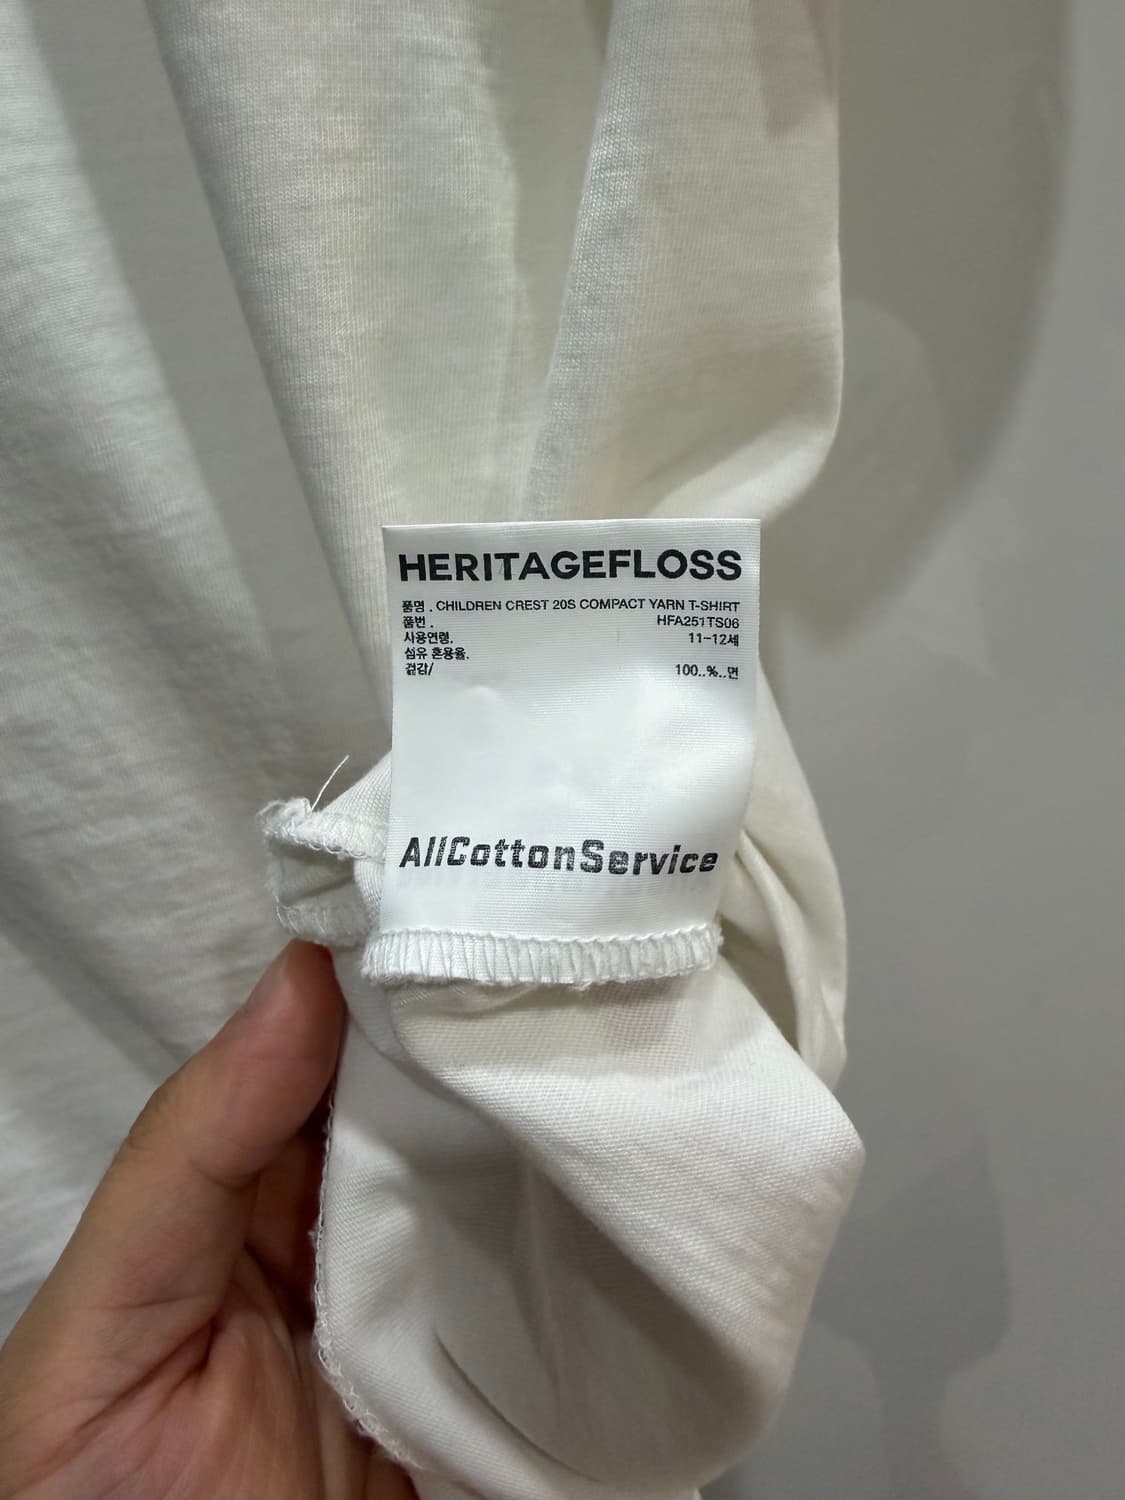 HERITAGEFLOSS
품명 . CHILDREN CREST 20S COMPACT YARN T-SHIRT
품번 . HFA251TS06
사용연령. 11-12세
섬유 혼용율.
겉감/ 100..%..면
AllCottonService